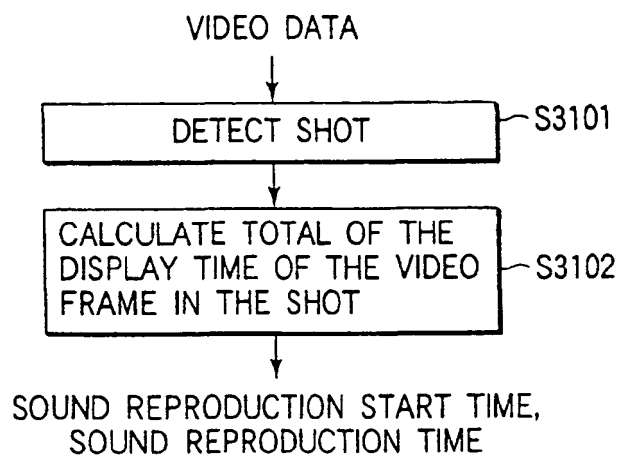 VIDEO DATA
DETECT SHOT
S3101
CALCULATE TOTAL OF THE
DISPLAY TIME OF THE VIDEO
FRAME IN THE SHOT
S3102
SOUND REPRODUCTION START TIME,
SOUND REPRODUCTION TIME